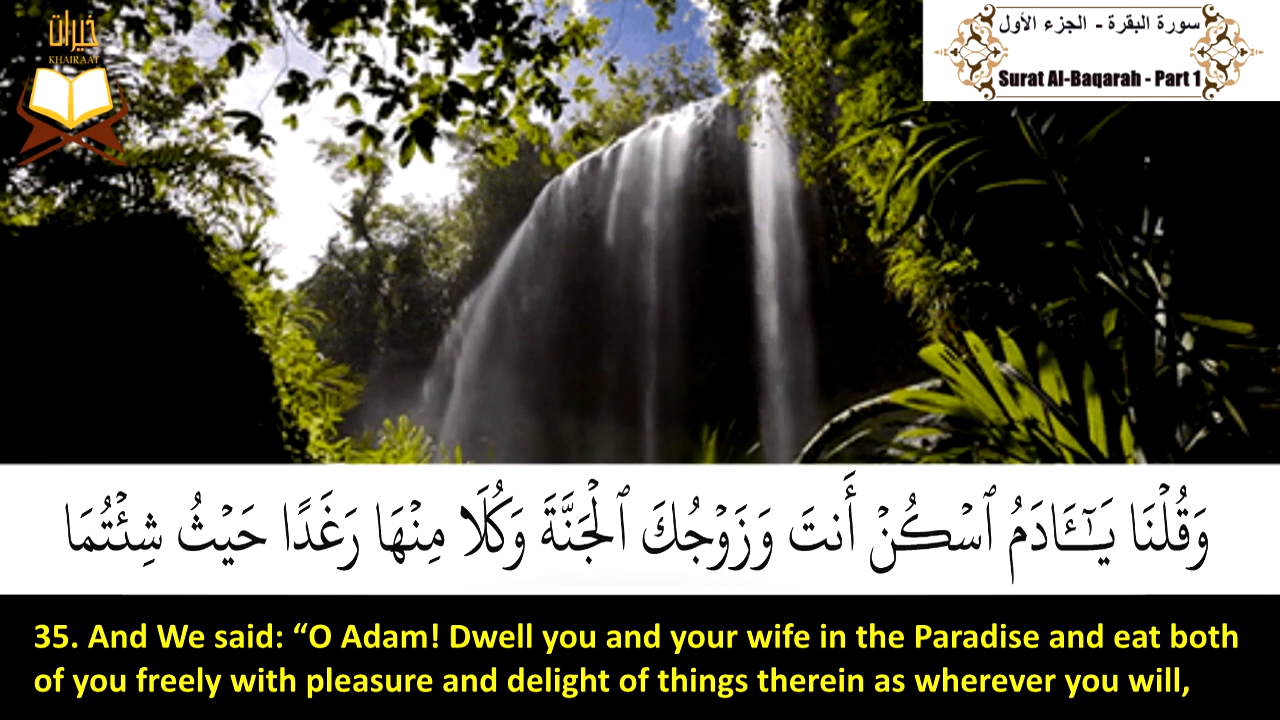 خيرات
KHAIRAAT
سورة البقرة - الجزء الأول
Surat Al-Baqarah - Part 1
وَقُلْنَا يَـٰٓـَٔادَمُ ٱسْكُنْ أَنتَ وَزَوْجُكَ ٱلْجَنَّةَ وَكُلَا مِنْهَا رَغَدًا حَيْثُ شِئْتُمَا
35. And We said: “O Adam! Dwell you and your wife in the Paradise and eat both
of you freely with pleasure and delight of things therein as wherever you will,